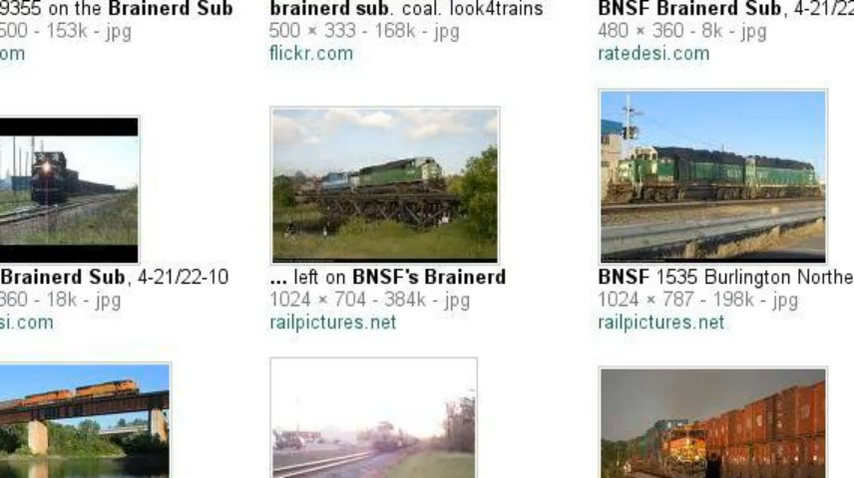 9355 on the Brainerd Sub
500 - 153k - jpg
om
brainerd sub. coal. look4trains
500 × 333 - 168k - jpg
flickr.com
BNSF Brainerd Sub, 4-21/22
480 × 360 - 8k - jpg
ratedesi.com
Brainerd Sub, 4-21/22-10
360 - 18k - jpg
si.com
... left on BNSF's Brainerd
1024 × 704 - 384k - jpg
railpictures.net
BNSF 1535 Burlington Northe
1024 × 787 - 198k - jpg
railpictures.net